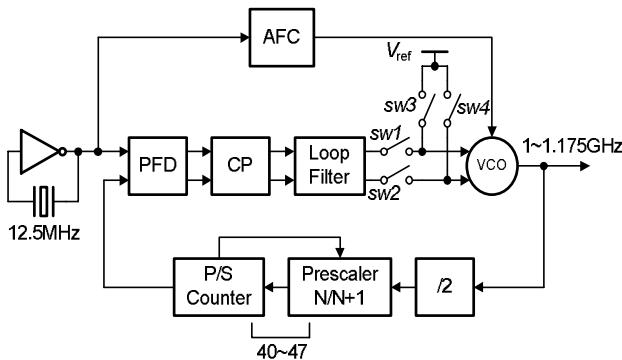 AFC
Vref
sw3
sw4
sw1
sw2
PFD
CP
Loop
Filter
VCO
1~1.175GHz
12.5MHz
P/S
Counter
Prescaler
N/N+1
/2
40~47